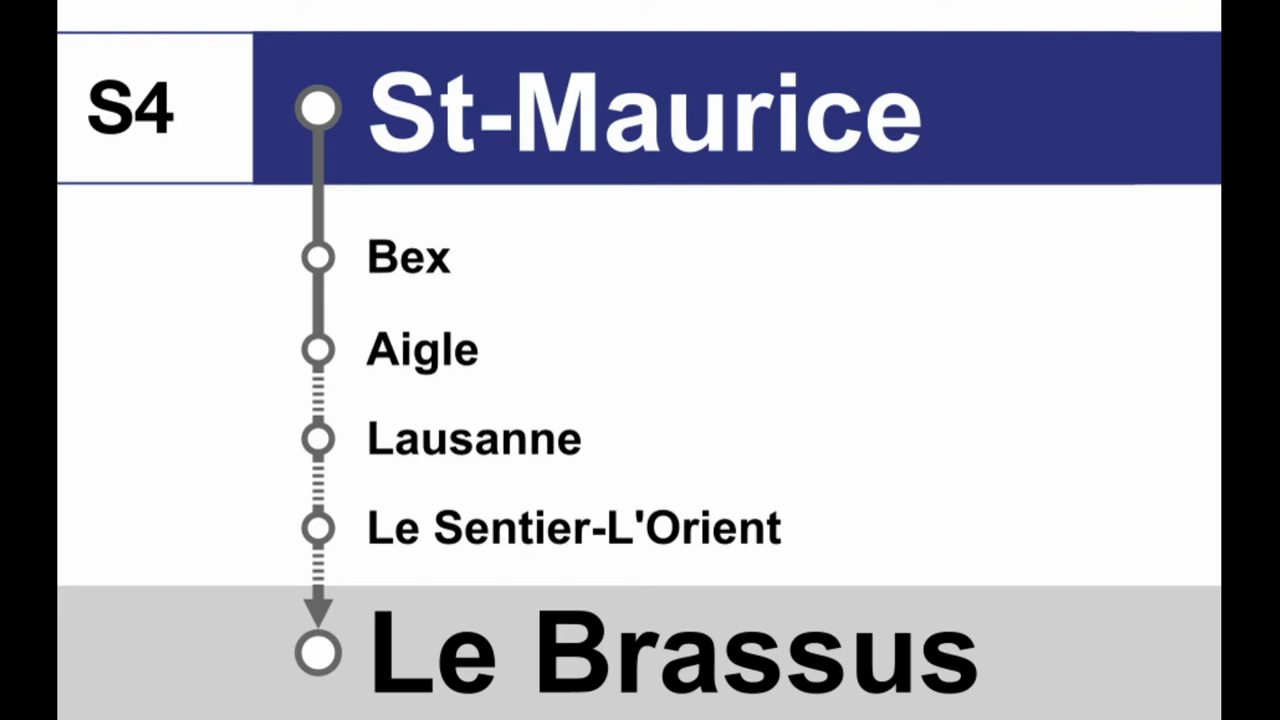 S4
St-Maurice
Bex
Aigle
Lausanne
Le Sentier-L'Orient
Le Brassus